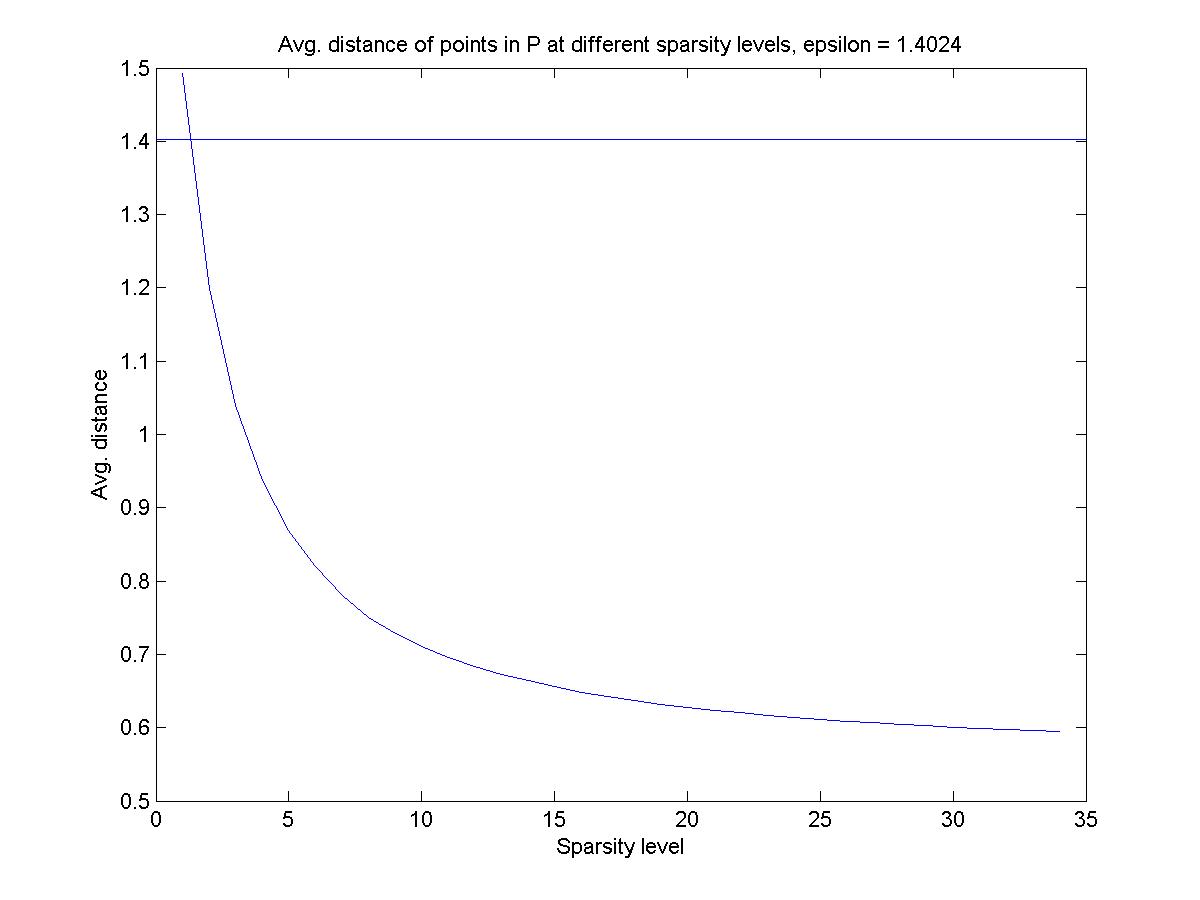 Avg. distance of points in P at different sparsity levels, epsilon = 1.4024
1.5
1.4
1.3
1.2
1.1
1
0.9
0.8
0.7
0.6
0.5
Avg. distance
0 5 10 15 20 25 30 35
Sparsity level